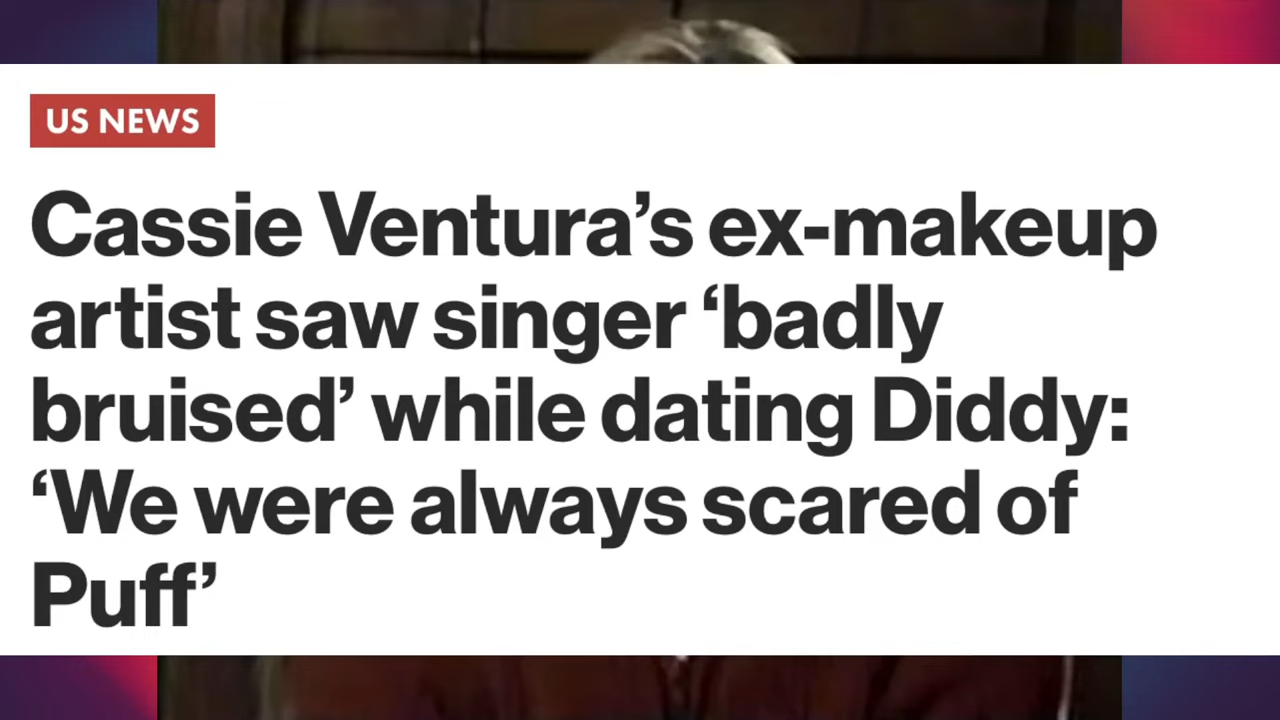 US NEWS
Cassie Ventura’s ex-makeup
artist saw singer ‘badly
bruised’ while dating Diddy:
‘We were always scared of
Puff’